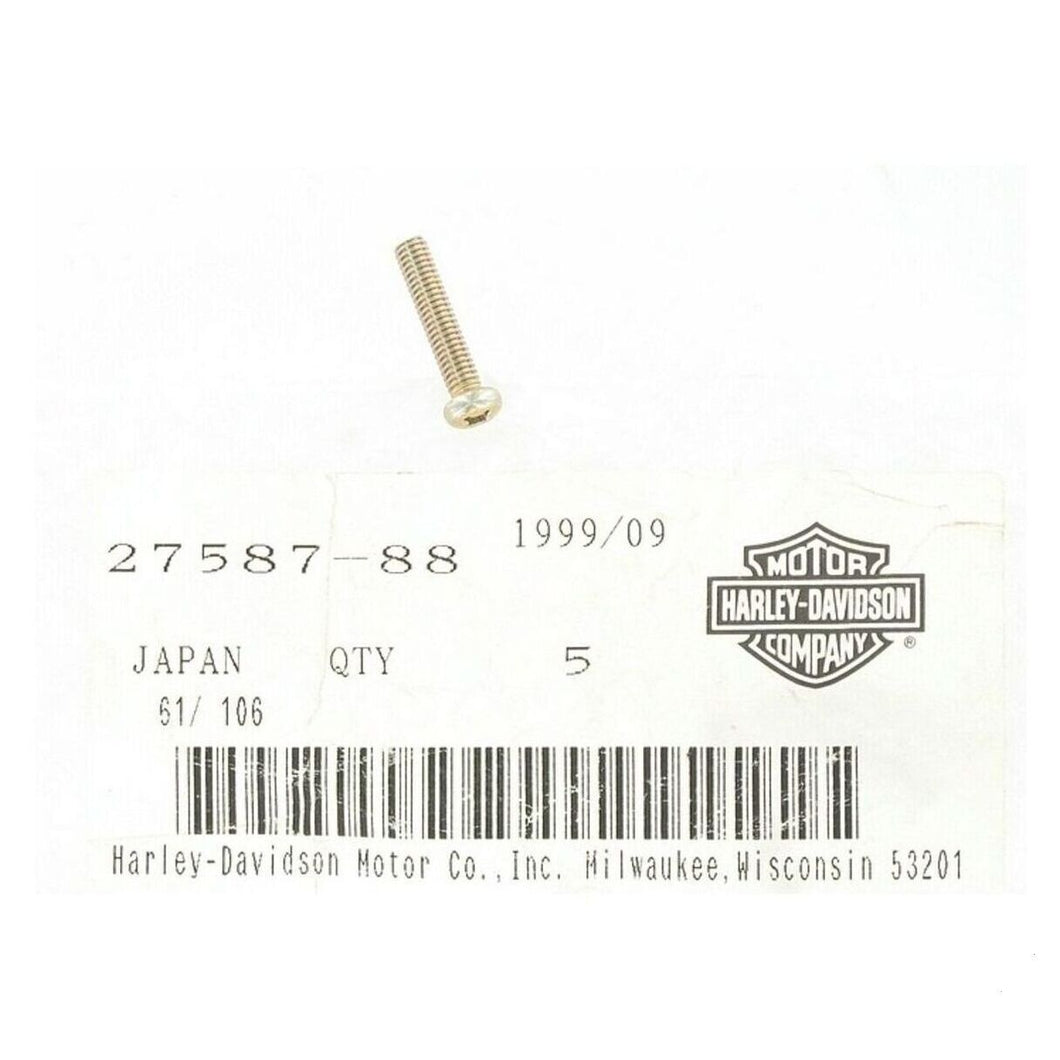 27587-88 1999/09
MOTOR
HARLEY-DAVIDSON
COMPANY ®
JAPAN QTY 5
61/ 106
Harley-Davidson Motor Co.,Inc. Milwaukee,Wisconsin 53201